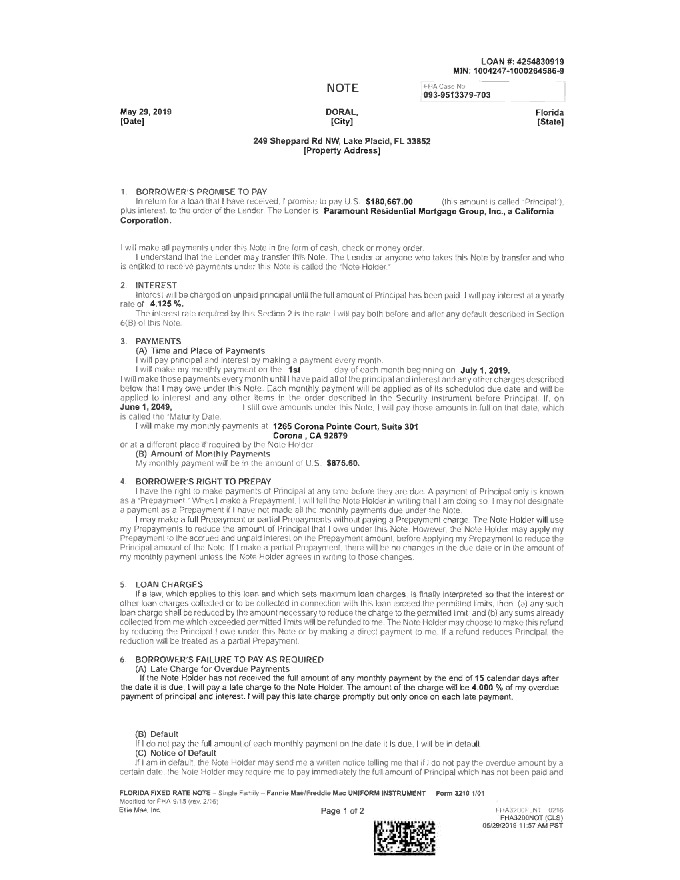 LOAN #: 4254830919
MIN: 1004247-1000264586-9
NOTE
FHA Case No.
093-9513379-703
May 29, 2019
[Date]
DORAL,
[City]
Florida
[State]
249 Sheppard Rd NW, Lake Placid, FL 33852
[Property Address]
1. BORROWER'S PROMISE TO PAY
In return for a loan that I have received, I promise to pay U.S. $180,667.00 (this amount is called "Principal"),
plus interest, to the order of the Lender. The Lender is Paramount Residential Mortgage Group, Inc., a California
Corporation.
I will make all payments under this Note in the form of cash, check or money order.
I understand that the Lender may transfer this Note. The Lender or anyone who takes this Note by transfer and who
is entitled to receive payments under this Note is called the "Note Holder."
2. INTEREST
Interest will be charged on unpaid principal until the full amount of Principal has been paid. I will pay interest at a yearly
rate of 4.125 %.
The interest rate required by this Section 2 is the rate I will pay both before and after any default described in Section
6(B) of this Note.
3. PAYMENTS
(A) Time and Place of Payments
I will pay principal and interest by making a payment every month.
I will make my monthly payment on the 1st day of each month beginning on July 1, 2019.
I will make these payments every month until I have paid all of the principal and interest and any other charges described
below that I may owe under this Note. Each monthly payment will be applied as of its scheduled due date and will be
applied to interest and any other items in the order described in the Security Instrument before Principal. If, on
June 1, 2049, I still owe amounts under this Note, I will pay those amounts in full on that date, which
is called the "Maturity Date.
I will make my monthly payments at 1265 Corona Pointe Court, Suite 301
Corona , CA 92879
or at a different place if required by the Note Holder
(B) Amount of Monthly Payments
My monthly payment will be in the amount of U.S. $875.60.
4. BORROWER'S RIGHT TO PREPAY
I have the right to make payments of Principal at any time before they are due. A payment of Principal only is known
as a "Prepayment." When I make a Prepayment, I will tell the Note Holder in writing that I am doing so. I may not designate
a payment as a Prepayment if I have not made all the monthly payments due under the Note.
I may make a full Prepayment or partial Prepayments without paying a Prepayment charge. The Note Holder will use
my Prepayments to reduce the amount of Principal that I owe under this Note. However, the Note Holder may apply my
Prepayment to the accrued and unpaid interest on the Prepayment amount, before applying my Prepayment to reduce the
Principal amount of the Note. If I make a partial Prepayment, there will be no changes in the due date or in the amount of
my monthly payment unless the Note Holder agrees in writing to those changes.
5. LOAN CHARGES
If a law, which applies to this loan and which sets maximum loan charges, is finally interpreted so that the interest or
other loan charges collected or to be collected in connection with this loan exceed the permitted limits, then: (a) any such
loan charge shall be reduced by the amount necessary to reduce the charge to the permitted limit; and (b) any sums already
collected from me which exceeded permitted limits will be refunded to me. The Note Holder may choose to make this refund
by reducing the Principal I owe under this Note or by making a direct payment to me. If a refund reduces Principal, the
reduction will be treated as a partial Prepayment.
6. BORROWER'S FAILURE TO PAY AS REQUIRED
(A) Late Charge for Overdue Payments
If the Note Holder has not received the full amount of any monthly payment by the end of 15 calendar days after
the date it is due, I will pay a late charge to the Note Holder. The amount of the charge will be 4.000 % of my overdue
payment of principal and interest. I will pay this late charge promptly but only once on each late payment.
(B) Default
If I do not pay the full amount of each monthly payment on the date it is due, I will be in default.
(C) Notice of Default
If I am in default, the Note Holder may send me a written notice telling me that if I do not pay the overdue amount by a
certain date, the Note Holder may require me to pay immediately the full amount of Principal which has not been paid and
FLORIDA FIXED RATE NOTE – Single Family – Fannie Mae/Freddie Mac UNIFORM INSTRUMENT Form 3210 1/01
Modified for FHA 9/15 (rev. 2/16)
Ellie Mae, Inc.
Page 1 of 2
0216
FHA3200NOT (CLS)
05/29/2019 11:57 AM PST